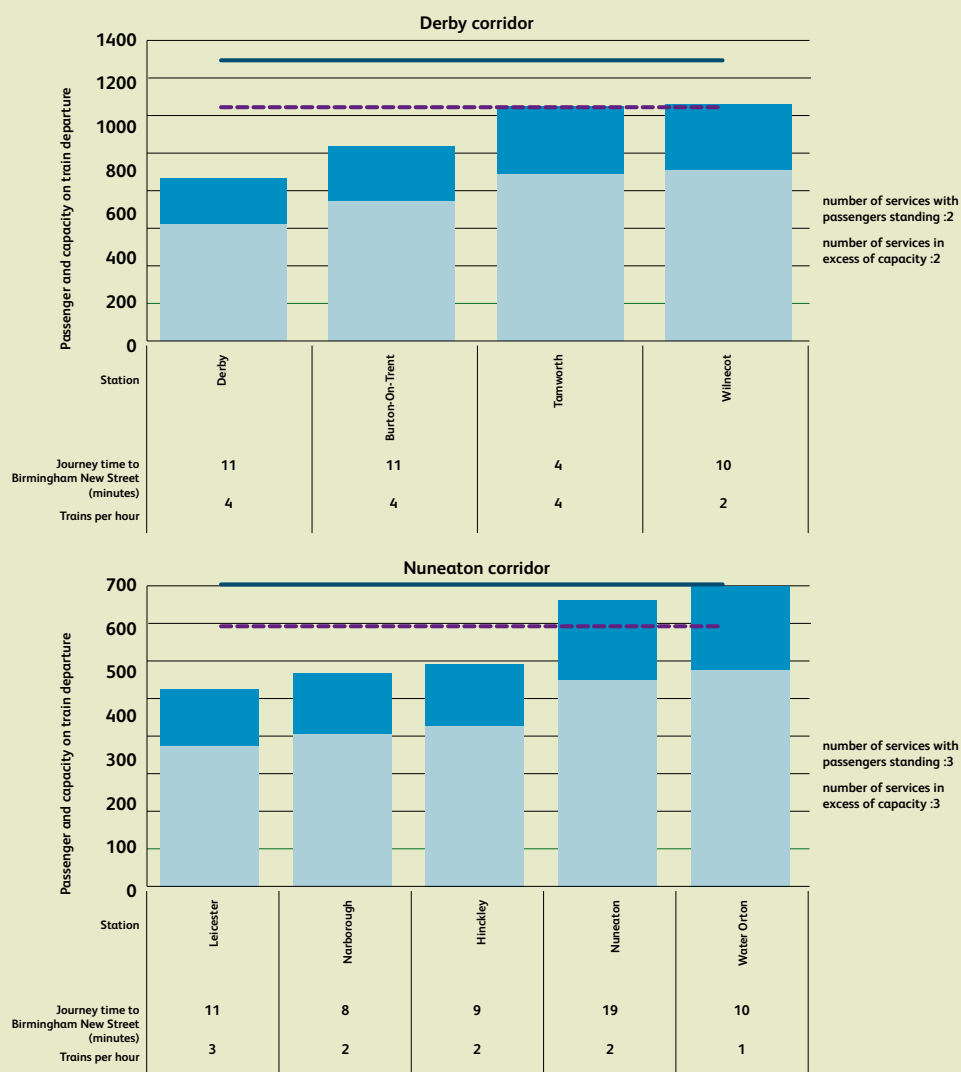 Derby corridor
1400
1200
1000
800
600
400
200
0
Passenger and capacity on train departure
number of services with
passengers standing :2
number of services in
excess of capacity :2
Station
Derby
Burton-On-Trent
Tamworth
Wilnecot
Journey time to
Birmingham New Street
(minutes)
11
11
4
10
Trains per hour
4
4
4
2
Nuneaton corridor
700
600
500
400
300
200
100
0
Passenger and capacity on train departure
number of services with
passengers standing :3
number of services in
excess of capacity :3
Station
Leicester
Narborough
Hinckley
Nuneaton
Water Orton
Journey time to
Birmingham New Street
(minutes)
11
8
9
19
10
Trains per hour
3
2
2
2
1